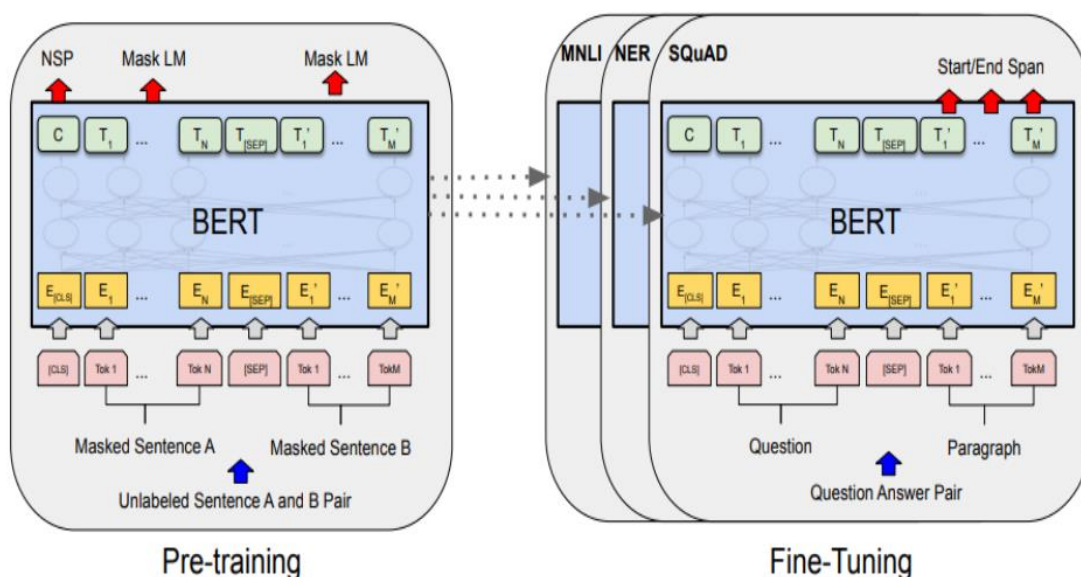 NSP Mask LM Mask LM
C T1 ... TN T[SEP] T1' ... TM'
BERT
E[CLS] E1 ... EN E[SEP] E1' ... EM'
[CLS] Tok 1 ... Tok N [SEP] Tok 1 ... TokM
Masked Sentence A Masked Sentence B
Unlabeled Sentence A and B Pair
Pre-training
MNLI NER SQuAD
Start/End Span
C T1 ... TN T[SEP] T1' ... TM'
BERT
E[CLS] E1 ... EN E[SEP] E1' ... EM'
[CLS] Tok 1 ... Tok N [SEP] Tok 1 ... TokM
Question Paragraph
Question Answer Pair
Fine-Tuning